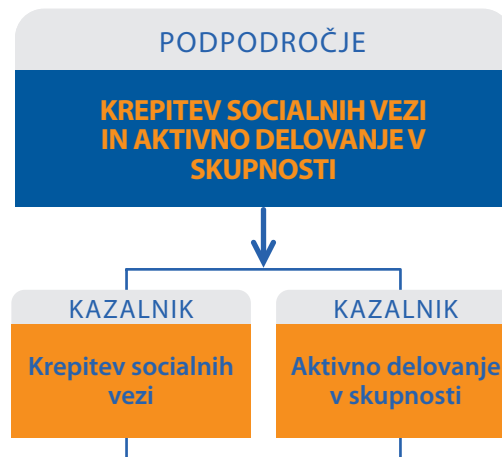 PODPODROČJE
KREPITEV SOCIALNIH VEZI
IN AKTIVNO DELOVANJE V
SKUPNOSTI
KAZALNIK
Krepitev socialnih
vezi
KAZALNIK
Aktivno delovanje
v skupnosti